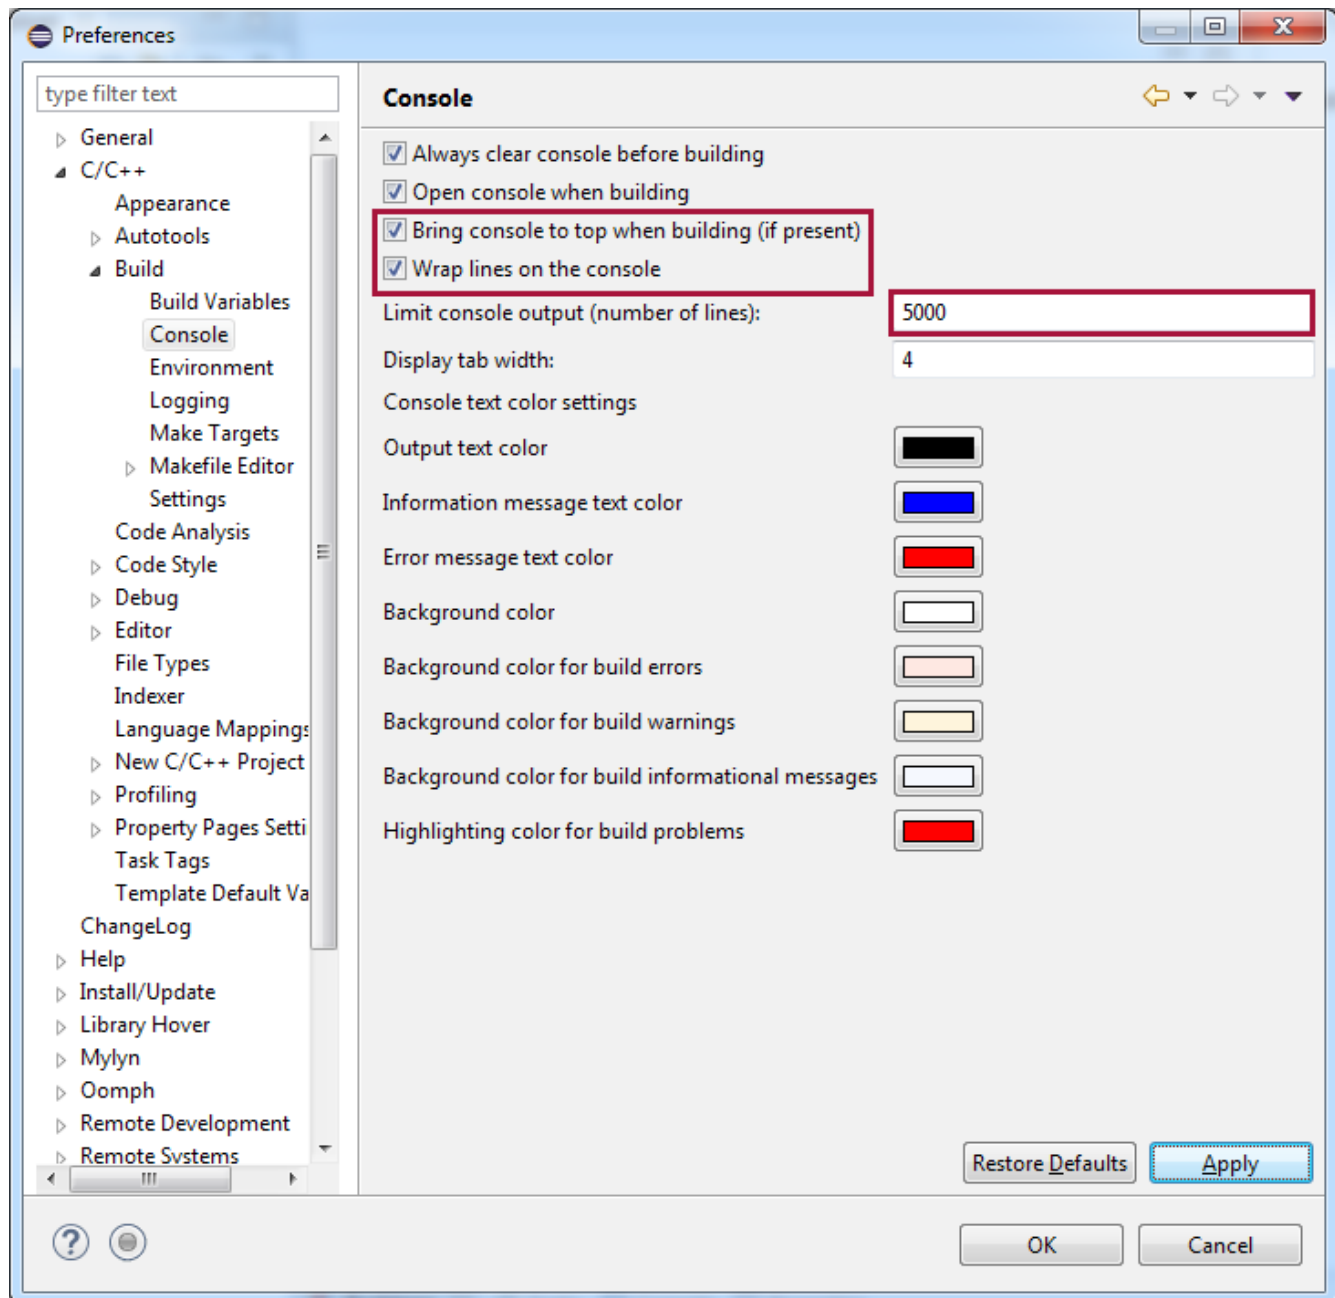 Preferences
type filter text
General
C/C++
Appearance
Autotools
Build
Build Variables
Console
Environment
Logging
Make Targets
Makefile Editor
Settings
Code Analysis
Code Style
Debug
Editor
File Types
Indexer
Language Mappings
New C/C++ Project
Profiling
Property Pages Setti
Task Tags
Template Default Va
ChangeLog
Help
Install/Update
Library Hover
Mylyn
Oomph
Remote Development
Remote Systems
Console
Always clear console before building
Open console when building
Bring console to top when building (if present)
Wrap lines on the console
Limit console output (number of lines): 5000
Display tab width: 4
Console text color settings
Output text color
Information message text color
Error message text color
Background color
Background color for build errors
Background color for build warnings
Background color for build informational messages
Highlighting color for build problems
Restore Defaults Apply
OK Cancel